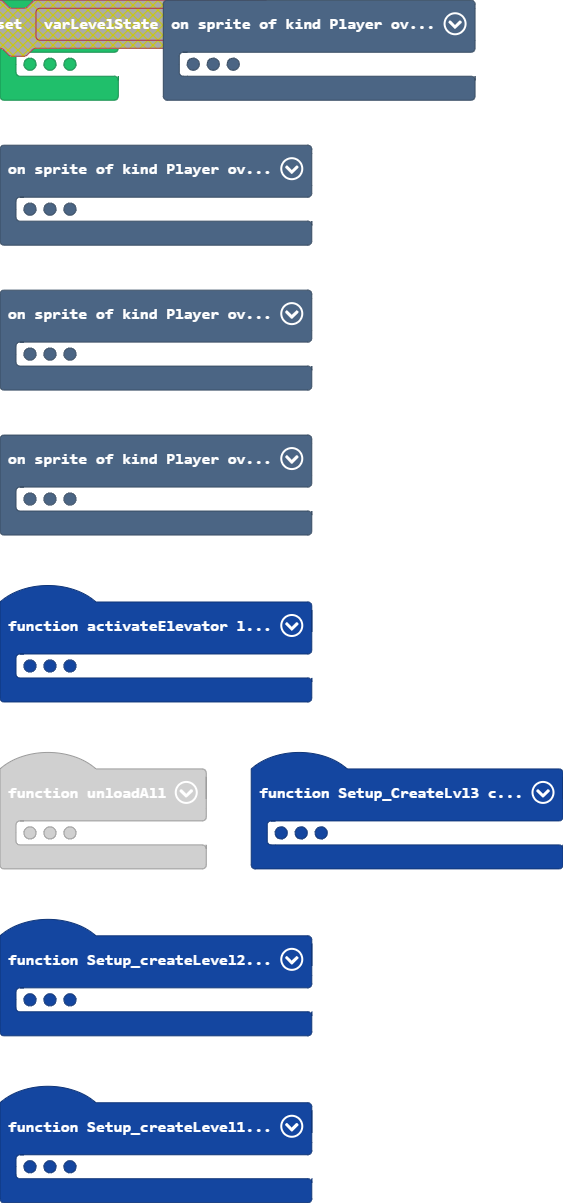 set varLevelState on sprite of kind Player ov...
on sprite of kind Player ov...
on sprite of kind Player ov...
on sprite of kind Player ov...
function activateElevator l...
function unloadAll function Setup_CreateLvl3 c...
function Setup_createLevel2...
function Setup_createLevel1...